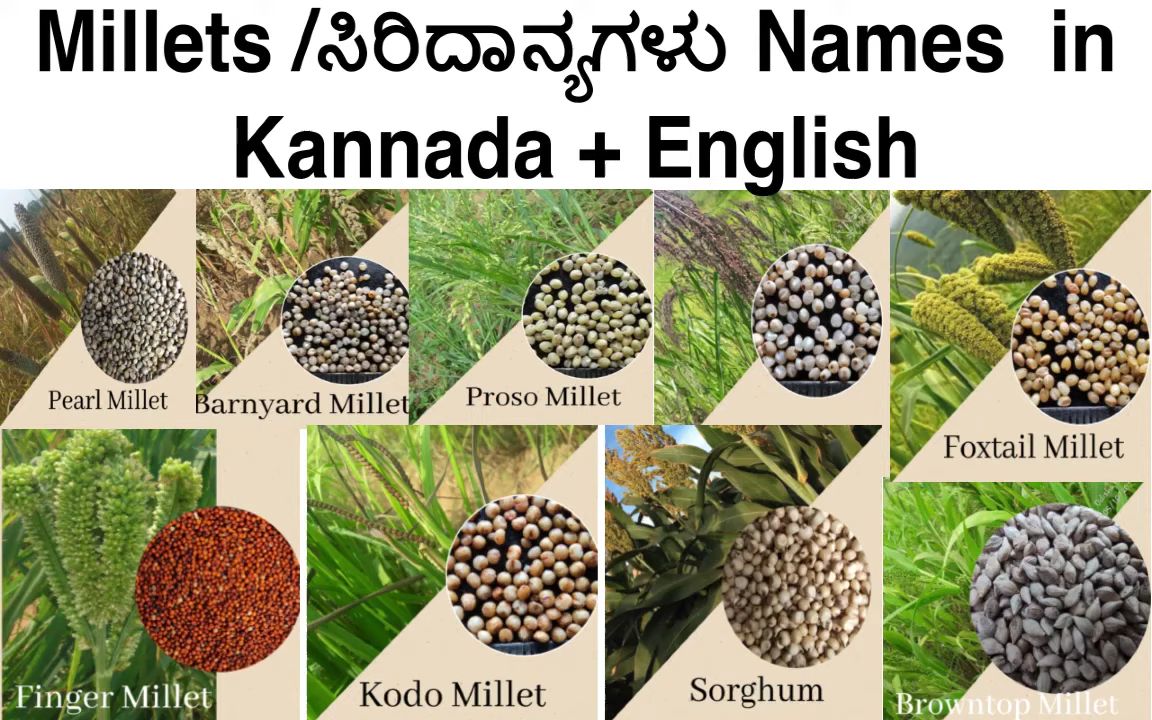 Millets /ಸಿರಿದಾನ್ಯಗಳು Names in
Kannada + English
Pearl Millet
Barnyard Millet
Proso Millet
Foxtail Millet
Finger Millet
Kodo Millet
Sorghum
Browntop Millet